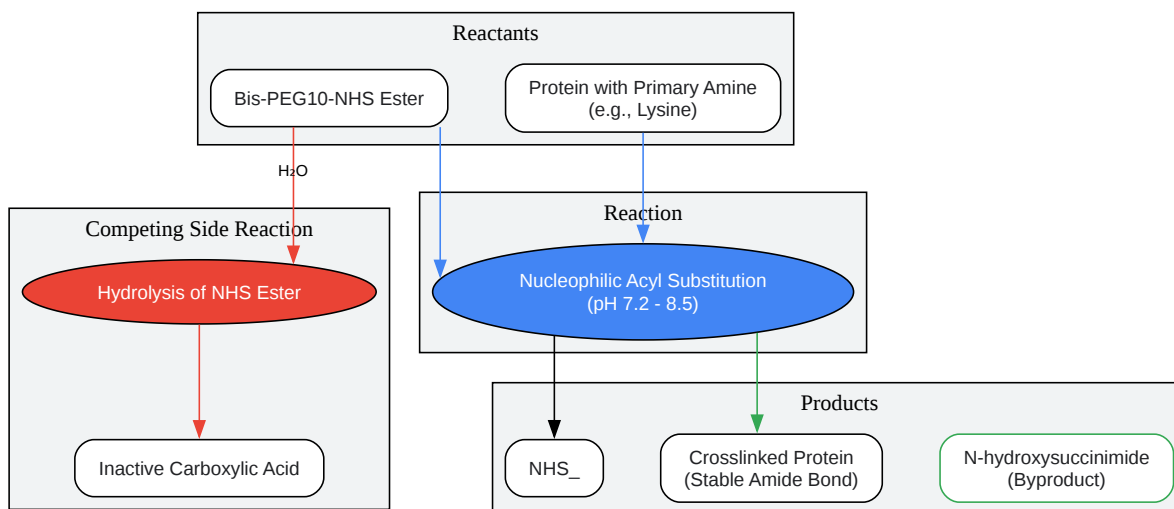 Reactants
Bis-PEG10-NHS Ester
Protein with Primary Amine
(e.g., Lysine)
H₂O
Competing Side Reaction
Hydrolysis of NHS Ester
Inactive Carboxylic Acid
Reaction
Nucleophilic Acyl Substitution
(pH 7.2 - 8.5)
Products
NHS_
Crosslinked Protein
(Stable Amide Bond)
N-hydroxysuccinimide
(Byproduct)